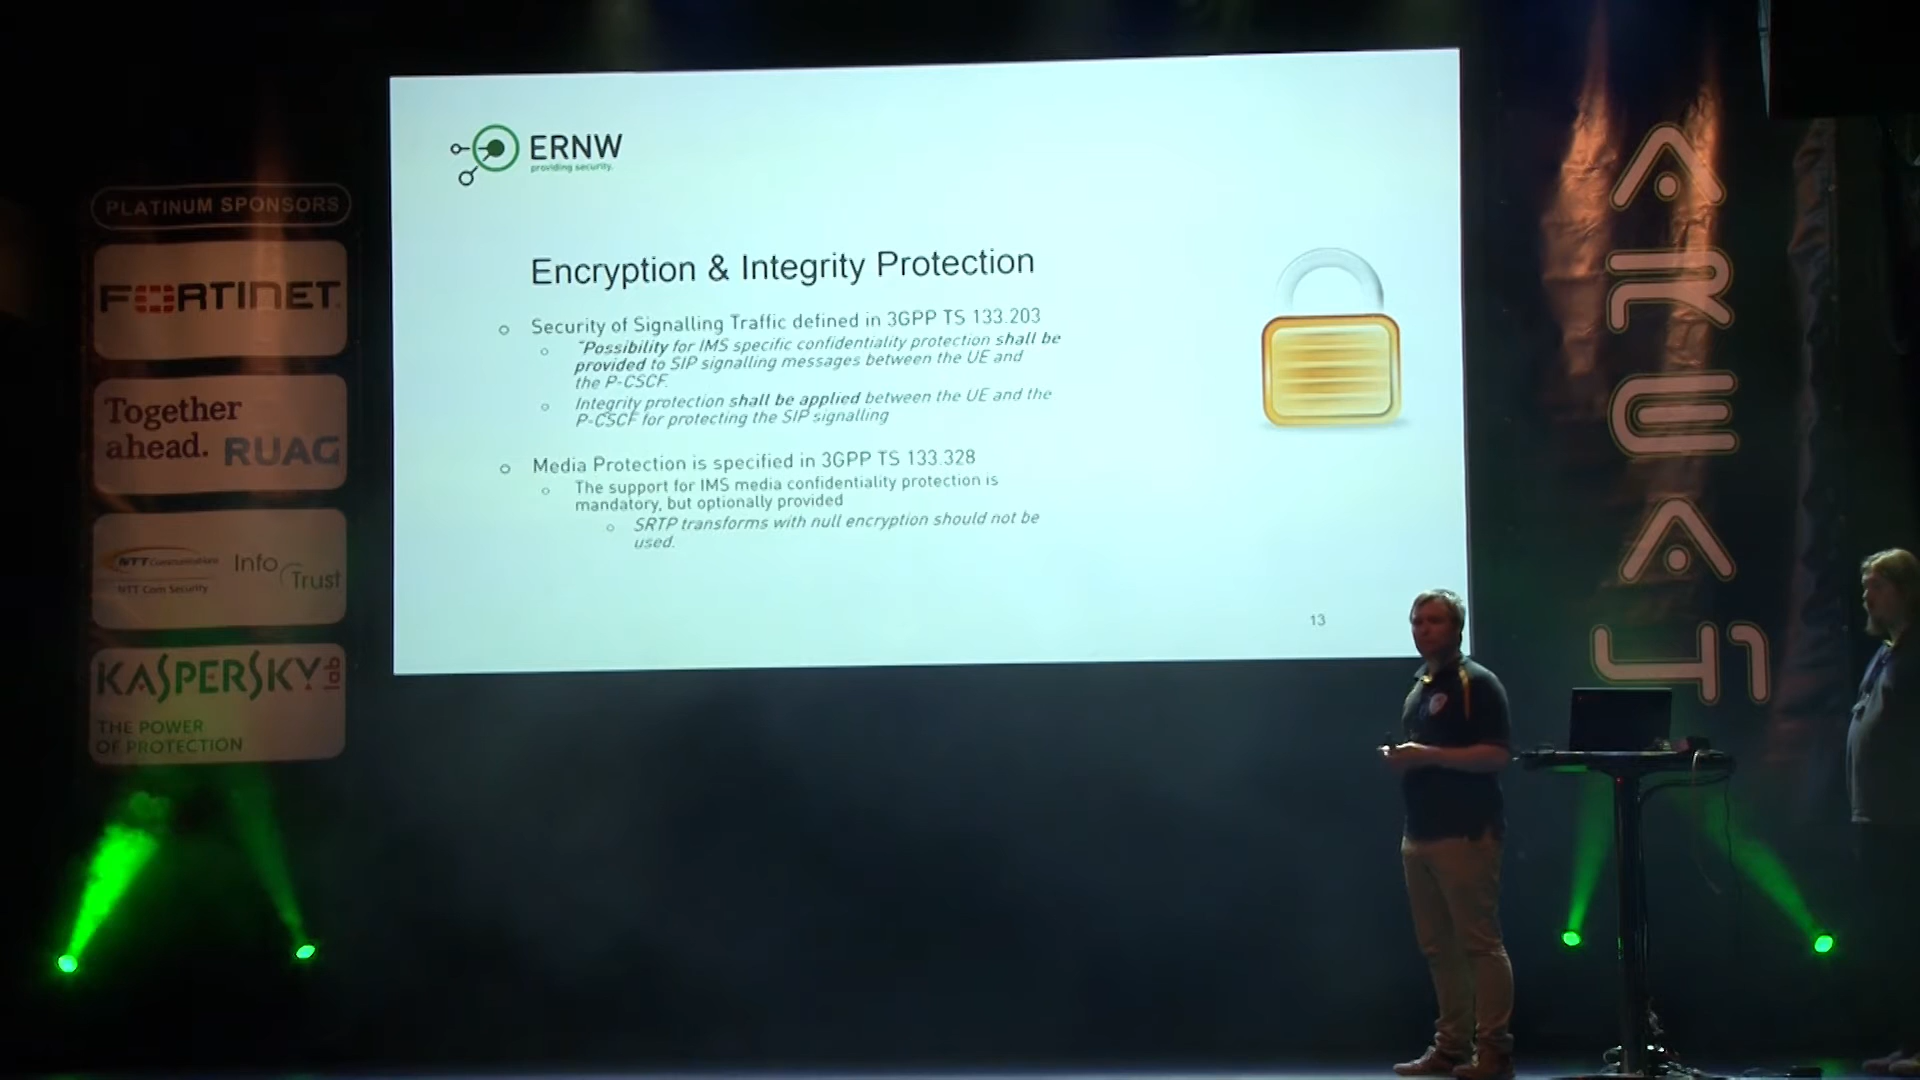 PLATINUM SPONSORS
FORTINET
Together
ahead. RUAG
NTT Communications
NTT Com Security
Info
Trust
KASPERSKY lab
THE POWER
OF PROTECTION
ERNW
providing security.
Encryption & Integrity Protection
Security of Signalling Traffic defined in 3GPP TS 133.203
"Possibility for IMS specific confidentiality protection shall be
provided to SIP signalling messages between the UE and
the P-CSCF.
Integrity protection shall be applied between the UE and the
P-CSCF for protecting the SIP signalling
Media Protection is specified in 3GPP TS 133.328
The support for IMS media confidentiality protection is
mandatory, but optionally provided
SRTP transforms with null encryption should not be
used.
13
AREA41